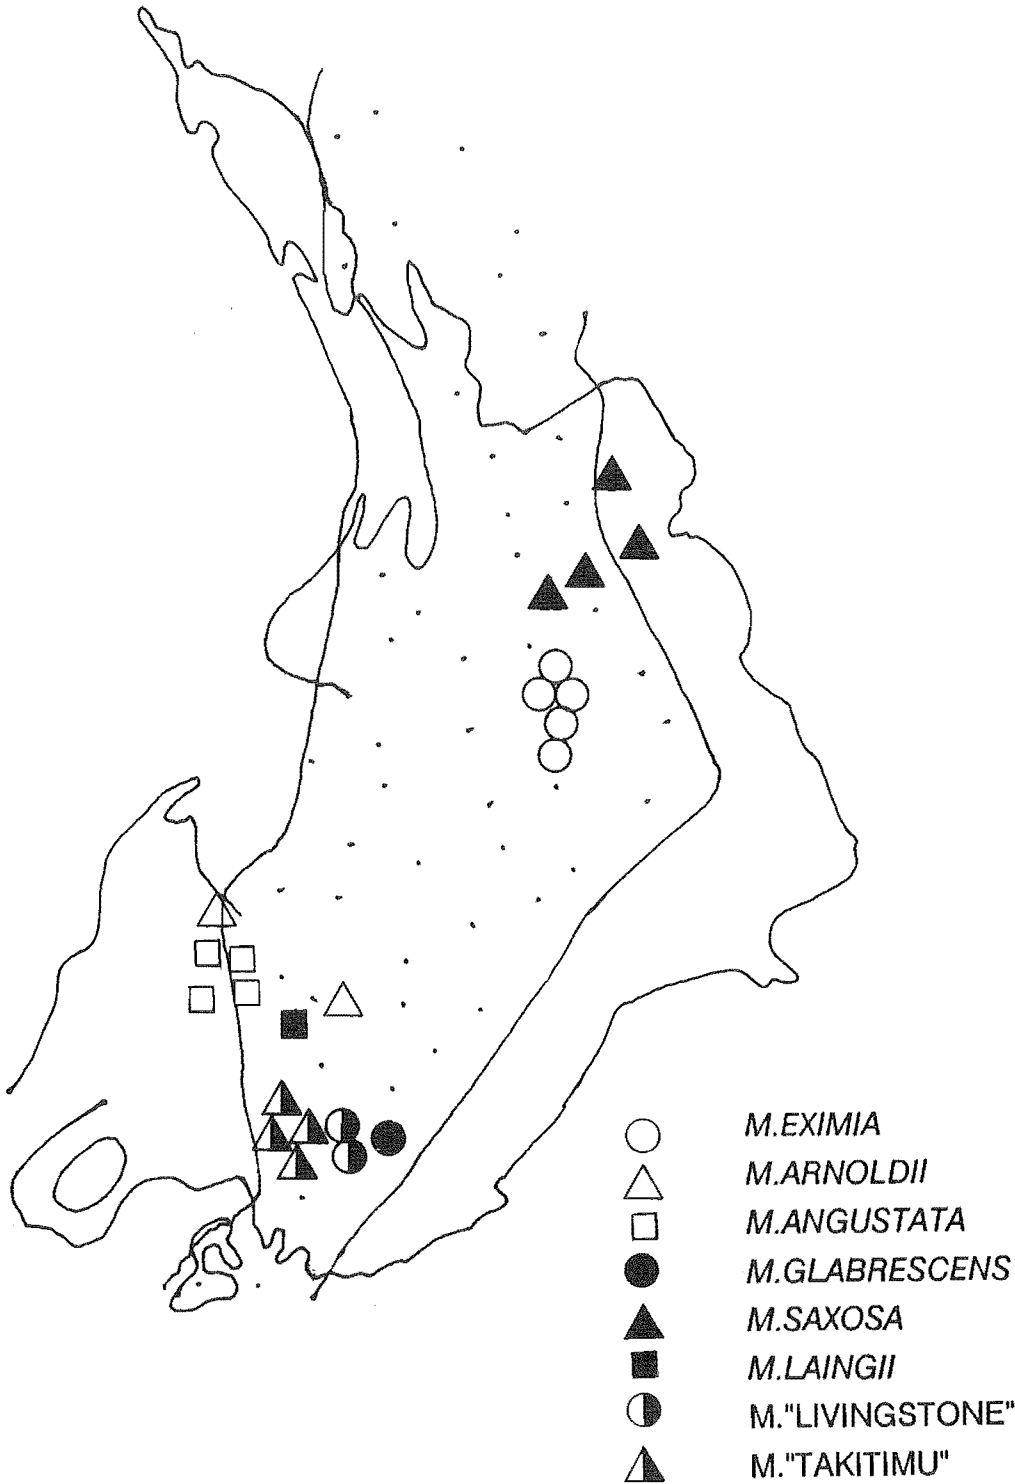 M.EXIMIA
M.ARNOLDII
M.ANGUSTATA
M.GLABRESCENS
M.SAXOSA
M.LAINGII
M."LIVINGSTONE"
M."TAKITIMU"